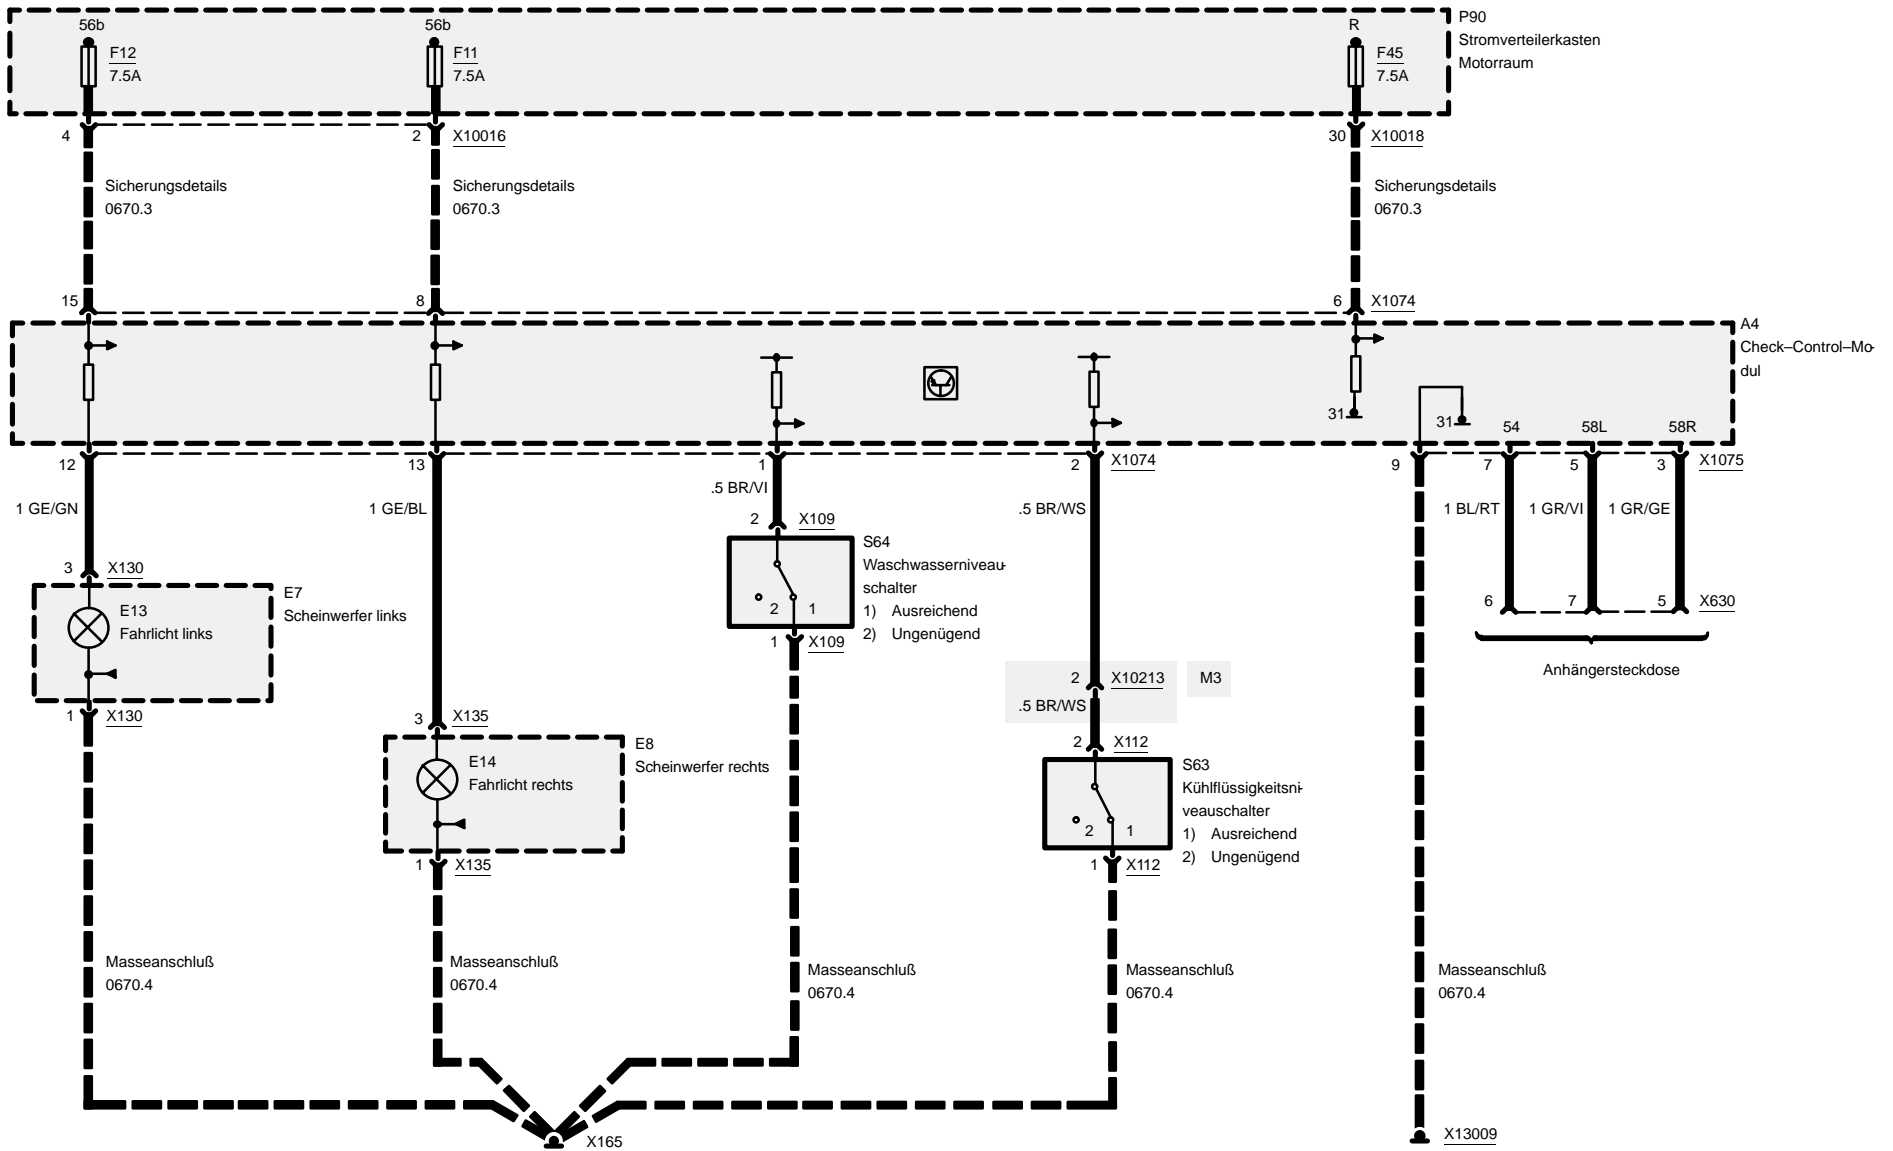 56b
56b
R
P90
Stromverteilerkasten
Motorraum
F12
7.5A
F11
7.5A
F45
7.5A
4
2
X10016
30
X10018
Sicherungsdetails
0670.3
Sicherungsdetails
0670.3
Sicherungsdetails
0670.3
15
8
6
X1074
A4
Check–Control–Mo-
dul
31
31
54
58L
58R
12
13
1
2
X1074
9
7
5
3
X1075
1 GE/GN
1 GE/BL
.5 BR/VI
.5 BR/WS
1 BL/RT
1 GR/VI
1 GR/GE
2
X109
S64
Waschwasserniveau-
schalter
1) Ausreichend
2) Ungenügend
2
1
1
X109
3
X130
E7
Scheinwerfer links
E13
Fahrlicht links
1
X130
6
7
5
X630
Anhängersteckdose
2
X10213
M3
.5 BR/WS
3
X135
E8
Scheinwerfer rechts
E14
Fahrlicht rechts
1
X135
2
X112
S63
Kühlflüssigkeitsni-
veauschalter
1) Ausreichend
2) Ungenügend
2
1
1
X112
Masseanschluß
0670.4
Masseanschluß
0670.4
Masseanschluß
0670.4
Masseanschluß
0670.4
Masseanschluß
0670.4
X165
X13009